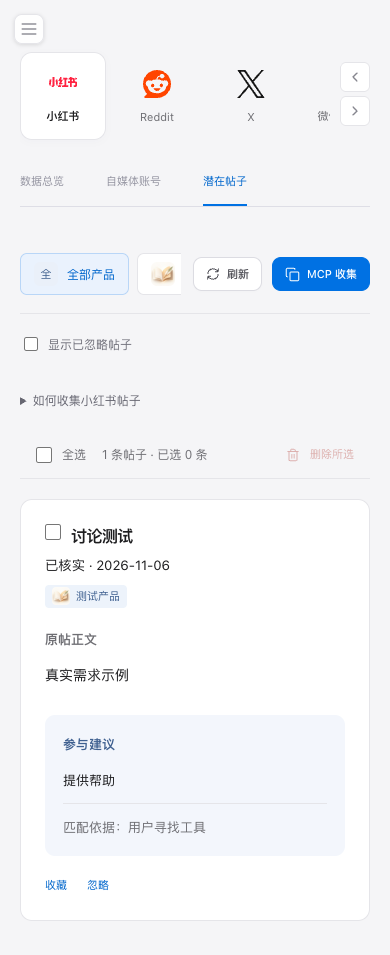 小红书
小红书
Reddit
X
数据总览
自媒体账号
潜在帖子
全 全部产品
刷新
MCP 收集
显示已忽略帖子
如何收集小红书帖子
全选 1 条帖子 · 已选 0 条
删除所选
讨论测试
已核实 · 2026-11-06
测试产品
原帖正文
真实需求示例
参与建议
提供帮助
匹配依据：用户寻找工具
收藏 忽略